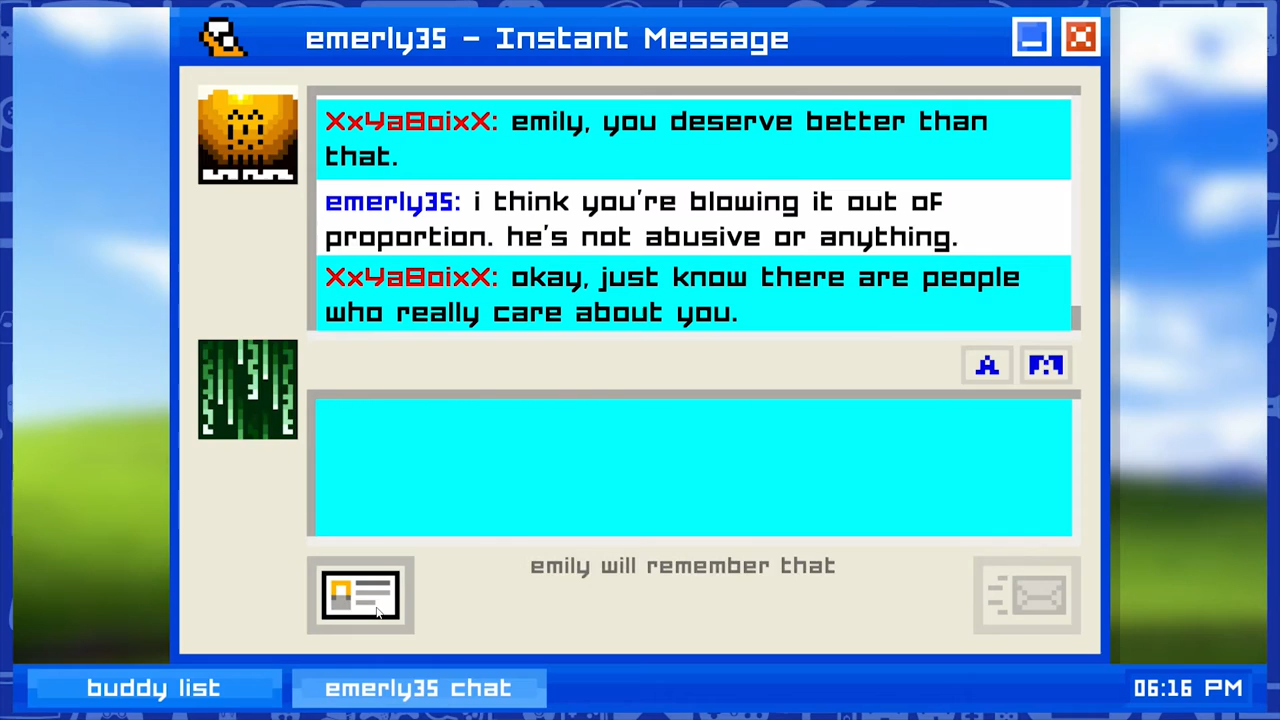 emerly35 - Instant Message
Xx4a8oixX: emily, you deserve better than
that.
emerly35: i think you're blowing it out of
proportion. he's not abusive or anything.
Xx4a8oixX: okay, just know there are people
who really care about you.
A
emily will remember that
buddy list
emerly35 chat
06:16 PM